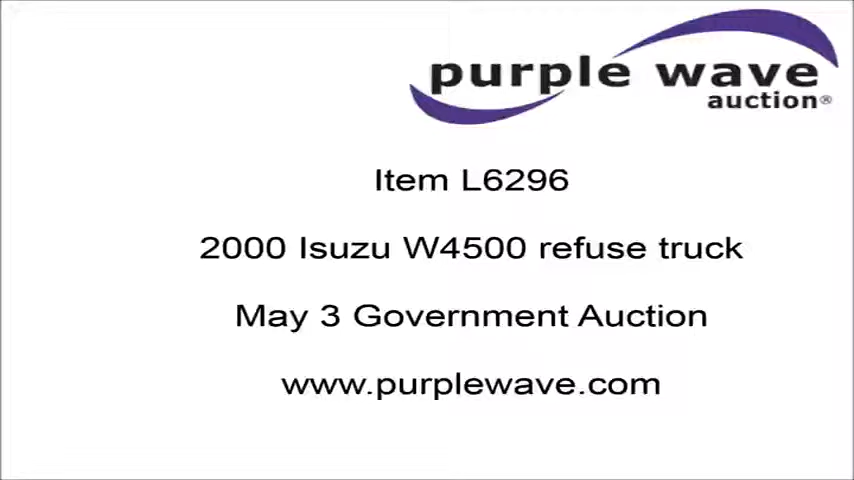 purple wave
auction®
Item L6296
2000 Isuzu W4500 refuse truck
May 3 Government Auction
www.purplewave.com